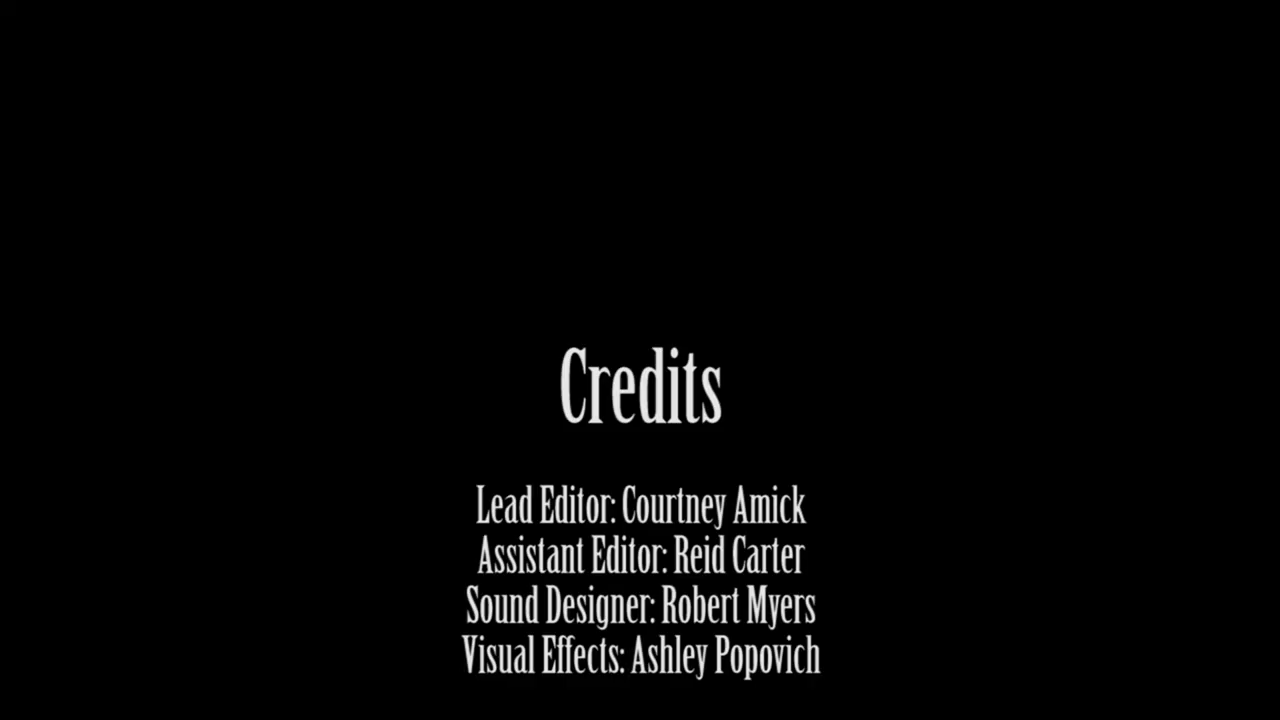 Credits
Lead Editor: Courtney Amick
Assistant Editor: Reid Carter
Sound Designer: Robert Myers
Visual Effects: Ashley Popovich